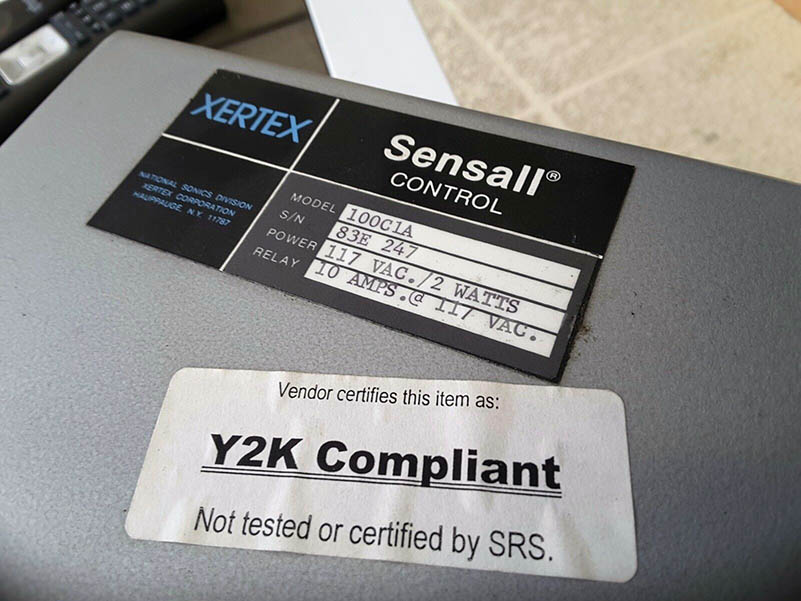 XERTEX
Sensall®
CONTROL
NATIONAL SONICS DIVISION
XERTEX CORPORATION
HAUPPAUGE, N.Y. 11787
MODEL 100C1A
S/N 83E 247
POWER 117 VAC./2 WATTS
RELAY 10 AMPS.@ 117 VAC.
Vendor certifies this item as:
Y2K Compliant
Not tested or certified by SRS.